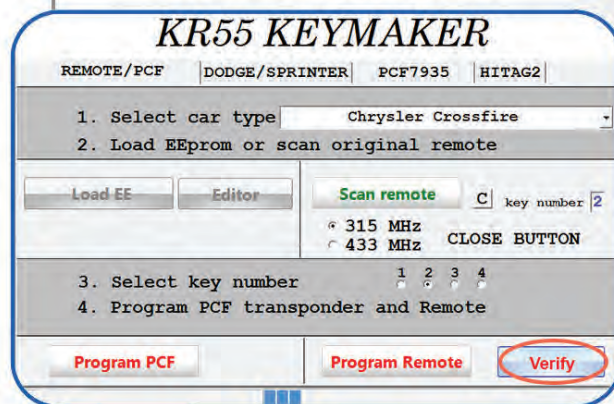 KR55 KEYMAKER
REMOTE/PCF DODGE/SPRINTER PCF7935 HITAG2
1. Select car type Chrysler Crossfire
2. Load EEprom or scan original remote
Load EE Editor Scan remote C key number 2
315 MHz
433 MHz CLOSE BUTTON
3. Select key number 1 2 3 4
4. Program PCF transponder and Remote
Program PCF Program Remote Verify